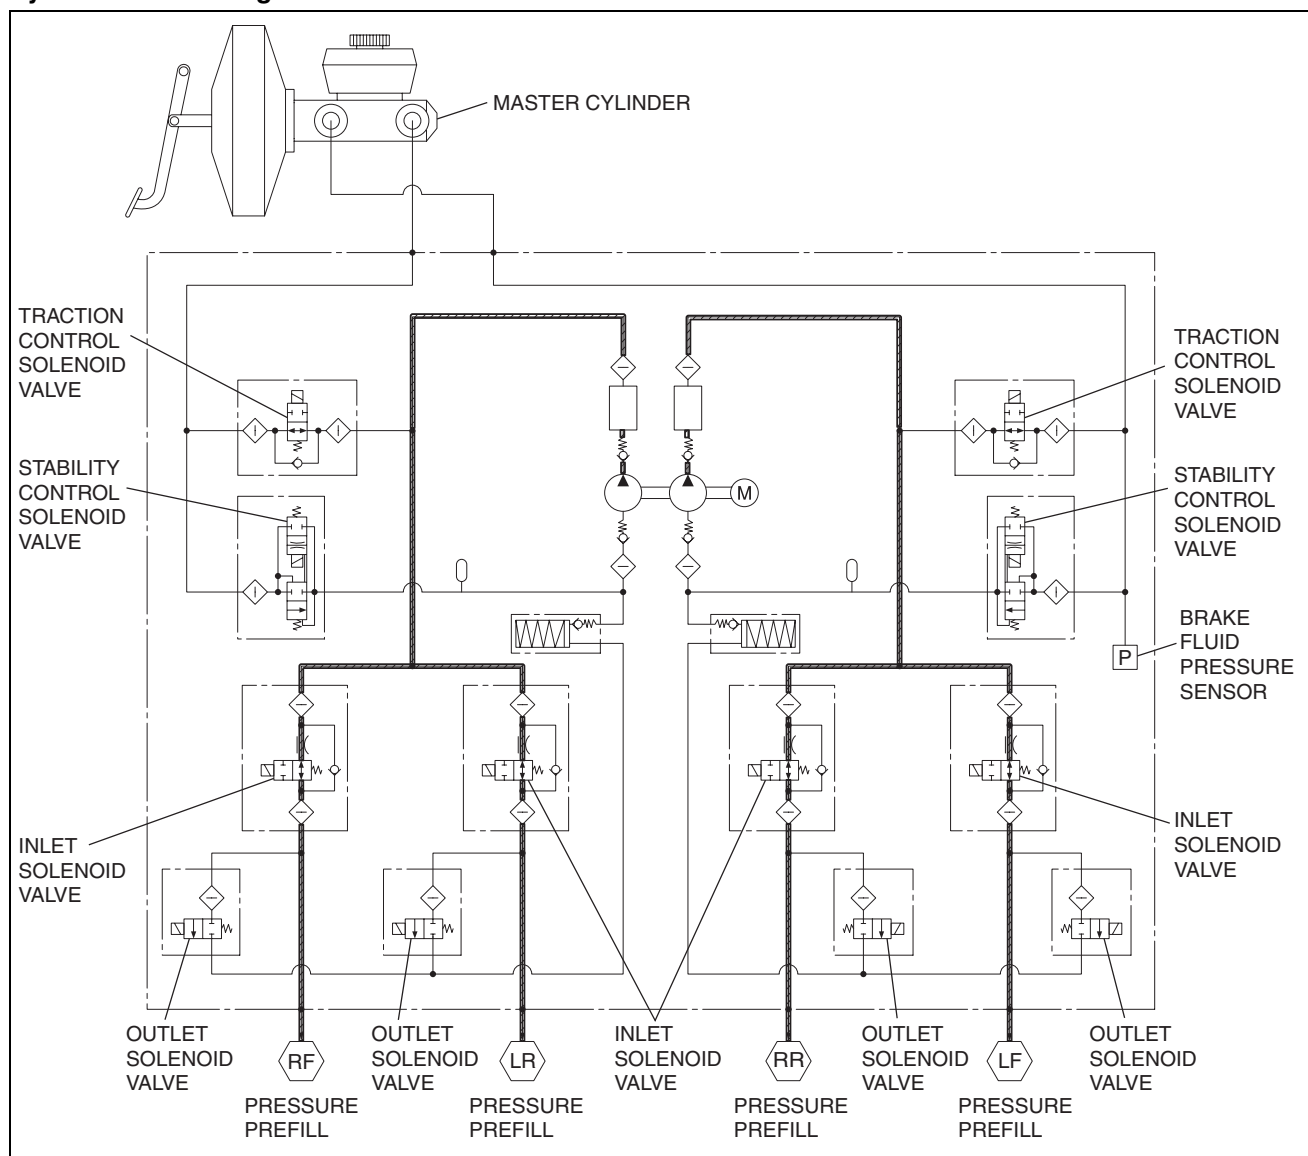 MASTER CYLINDER
TRACTION
CONTROL
SOLENOID
VALVE
TRACTION
CONTROL
SOLENOID
VALVE
STABILITY
CONTROL
SOLENOID
VALVE
STABILITY
CONTROL
SOLENOID
VALVE
M
BRAKE
FLUID
PRESSURE
SENSOR
P
INLET
SOLENOID
VALVE
INLET
SOLENOID
VALVE
OUTLET
SOLENOID
VALVE
RF
OUTLET
SOLENOID
VALVE
LR
INLET
SOLENOID
VALVE
RR
OUTLET
SOLENOID
VALVE
LF
OUTLET
SOLENOID
VALVE
PRESSURE
PREFILL
PRESSURE
PREFILL
PRESSURE
PREFILL
PRESSURE
PREFILL